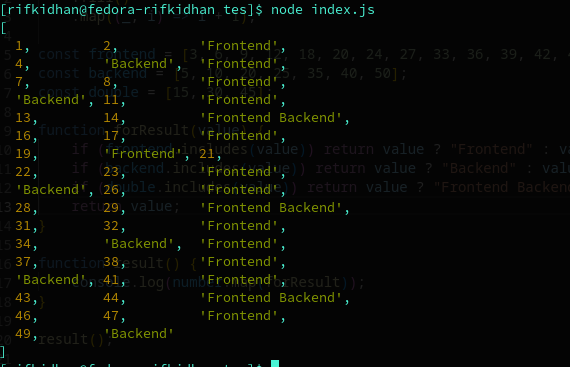 [rifkidhan@fedora-rifkidhan tes]$ node index.js
[
1, 2, 'Frontend',
4, 'Backend', 'Frontend',
7, 8, 'Frontend',
'Backend', 11, 'Frontend',
13, 14, 'Frontend Backend',
16, 17, 'Frontend',
19, 'Frontend', 21,
22, 23, 'Frontend',
'Backend', 26, 'Frontend',
28, 29, 'Frontend Backend',
31, 32, 'Frontend',
34, 'Backend', 'Frontend',
37, 38, 'Frontend',
'Backend', 41, 'Frontend',
43, 44, 'Frontend Backend',
46, 47, 'Frontend',
49, 'Backend'
]
[rifkidhan@fedora-rifkidhan tes]$